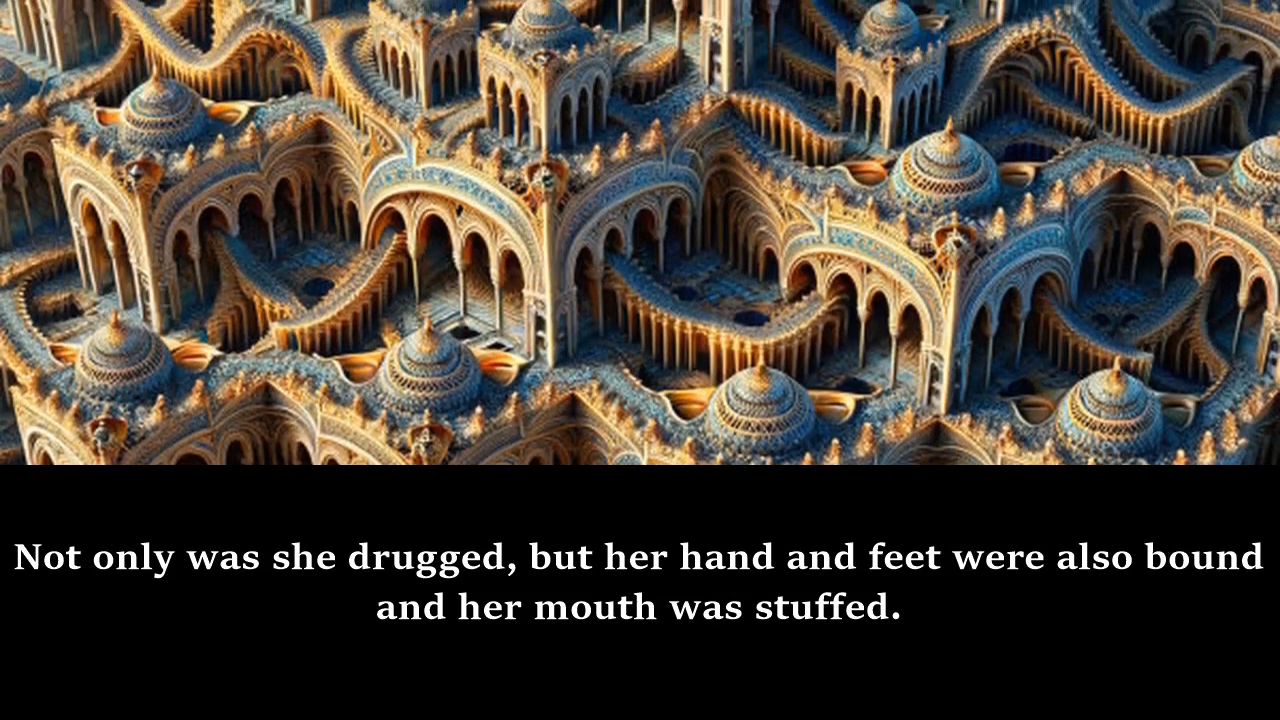 Not only was she drugged, but her hand and feet were also bound
and her mouth was stuffed.